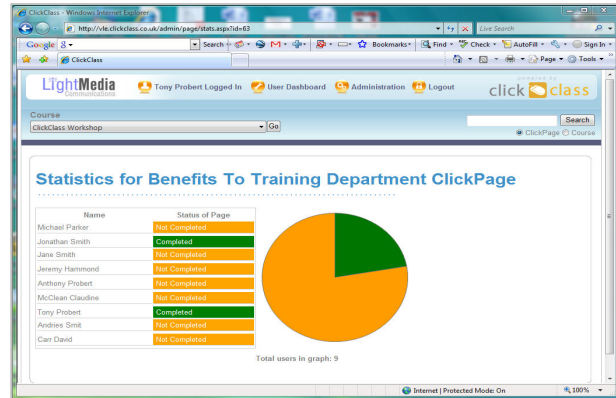 ClickClass - Windows Internet Explorer
http://vle.clickclass.co.uk/admin/page/stats.aspx?id=63
Live Search
Google
Search
Bookmarks
Find
Check
AutoFill
Sign In
ClickClass
Page
Tools
LightMedia
Communications
Tony Probert Logged In
User Dashboard
Administration
Logout
powered by
click class
Course
ClickClass Workshop
Go
Search
ClickPage
Course
Statistics for Benefits To Training Department ClickPage
Name Status of Page
Michael Parker Not Completed
Jonathan Smith Completed
Jane Smith Not Completed
Jeremy Hammond Not Completed
Anthony Probert Not Completed
McClean Claudine Not Completed
Tony Probert Completed
Andries Smit Not Completed
Carr David Not Completed
Total users in graph: 9
Internet | Protected Mode: On
100%